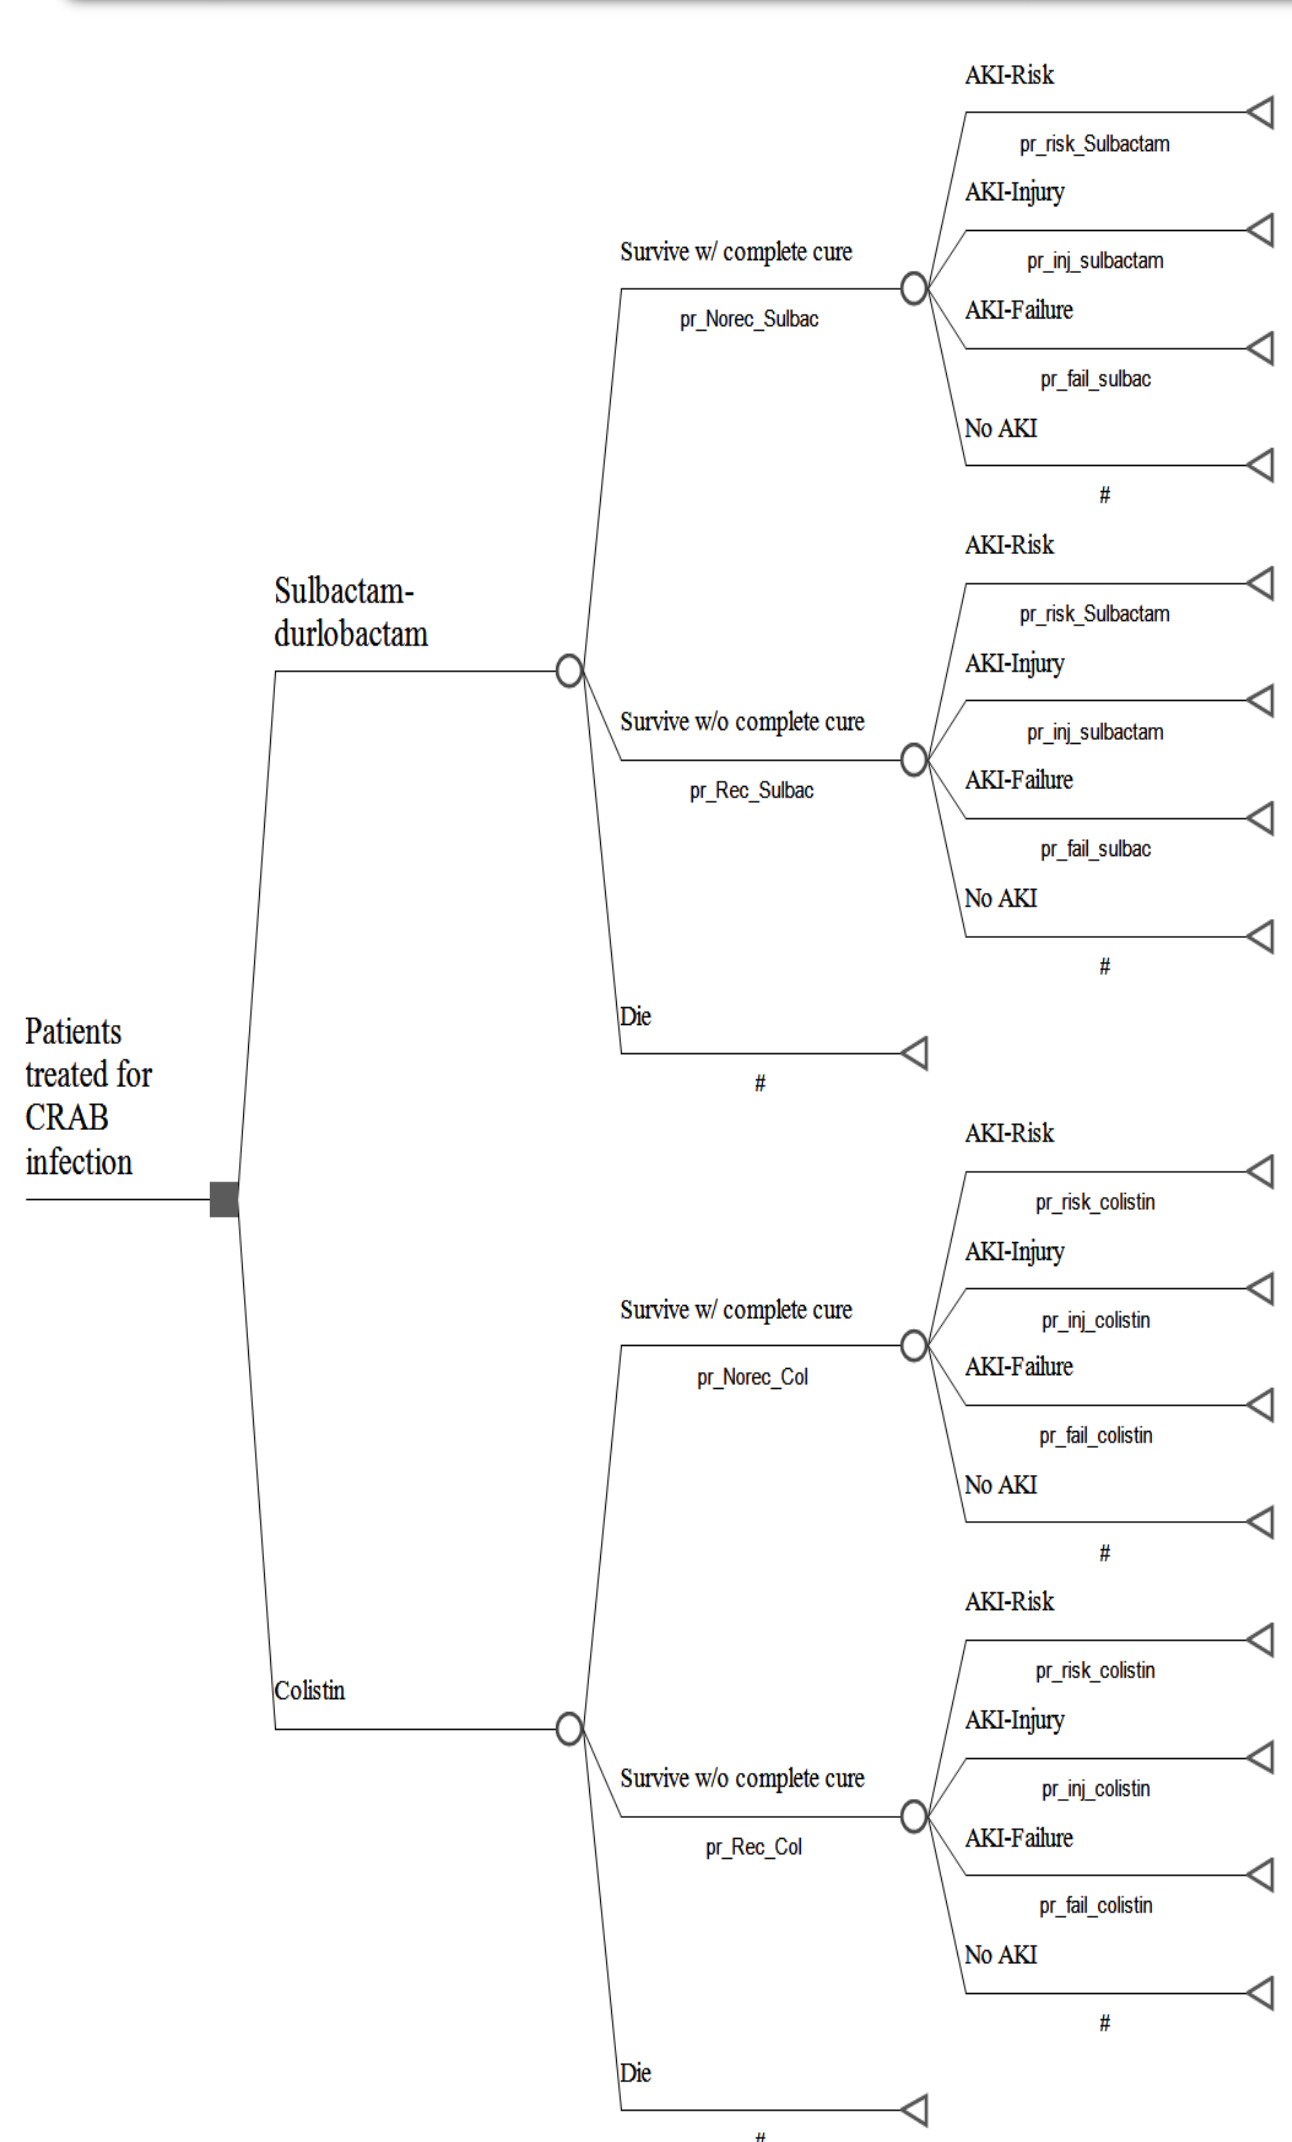 AKI-Risk
pr_risk_Sulbactam
AKI-Injury
pr_inj_sulbactam
AKI-Failure
pr_fail_sulbac
No AKI
#
Survive w/ complete cure
pr_Norec_Sulbac
AKI-Risk
pr_risk_Sulbactam
AKI-Injury
pr_inj_sulbactam
AKI-Failure
pr_fail_sulbac
No AKI
#
Survive w/o complete cure
pr_Rec_Sulbac
Sulbactam-
durlobactam
Die
#
Patients
treated for
CRAB
infection
AKI-Risk
pr_risk_colistin
AKI-Injury
pr_inj_colistin
AKI-Failure
pr_fail_colistin
No AKI
#
Survive w/ complete cure
pr_Norec_Col
AKI-Risk
pr_risk_colistin
AKI-Injury
pr_inj_colistin
AKI-Failure
pr_fail_colistin
No AKI
#
Survive w/o complete cure
pr_Rec_Col
Colistin
Die
#